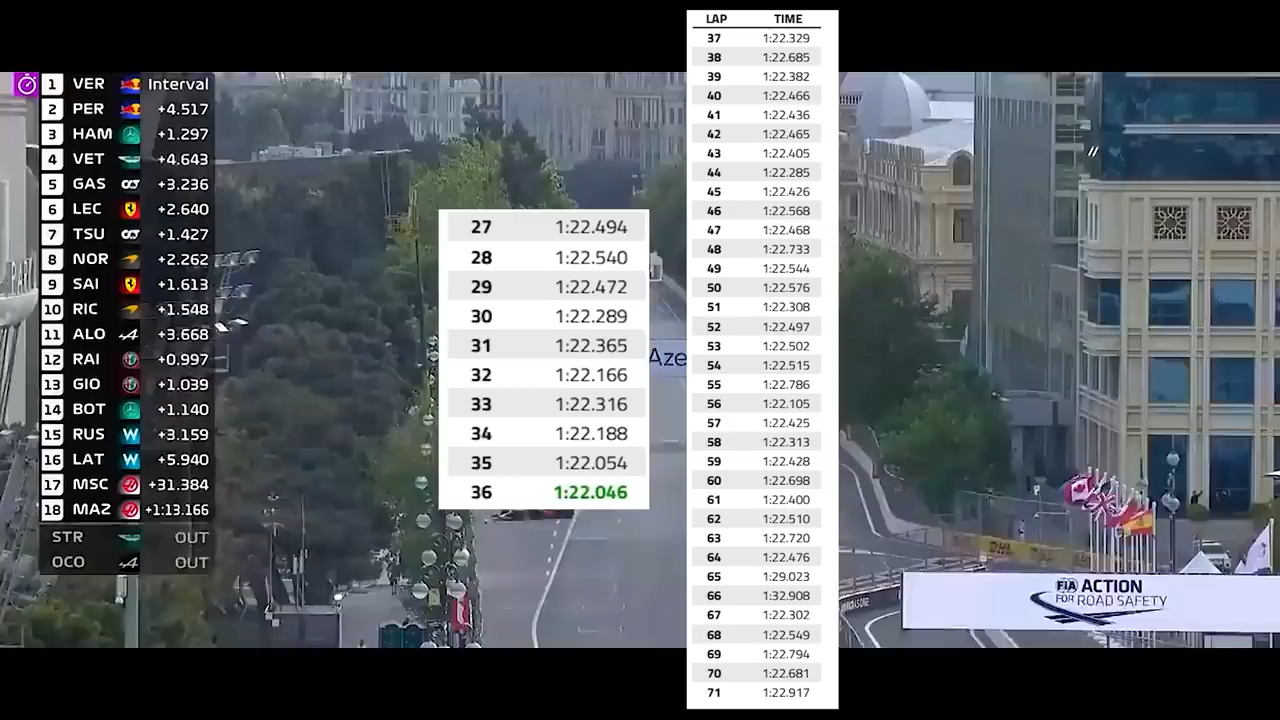 1 VER Interval
2 PER +4.517
3 HAM +1.297
4 VET +4.643
5 GAS +3.236
6 LEC +2.640
7 TSU +1.427
8 NOR +2.262
9 SAI +1.613
10 RIC +1.548
11 ALO +3.668
12 RAI +0.997
13 GIO +1.039
14 BOT +1.140
15 RUS W +3.159
16 LAT W +5.940
17 MSC +31.384
18 MAZ +1:13.166
STR OUT
OCO OUT
27 1:22.494
28 1:22.540
29 1:22.472
30 1:22.289
31 1:22.365
32 1:22.166
33 1:22.316
34 1:22.188
35 1:22.054
36 1:22.046
Aze
LAP TIME
37 1:22.329
38 1:22.685
39 1:22.382
40 1:22.466
41 1:22.436
42 1:22.465
43 1:22.405
44 1:22.285
45 1:22.426
46 1:22.568
47 1:22.468
48 1:22.733
49 1:22.544
50 1:22.576
51 1:22.308
52 1:22.497
53 1:22.502
54 1:22.515
55 1:22.786
56 1:22.105
57 1:22.425
58 1:22.313
59 1:22.428
60 1:22.698
61 1:22.400
62 1:22.510
63 1:22.720
64 1:22.476
65 1:29.023
66 1:32.908
67 1:22.302
68 1:22.549
69 1:22.794
70 1:22.681
71 1:22.917
DHL
FIA ACTION
FOR ROAD SAFETY